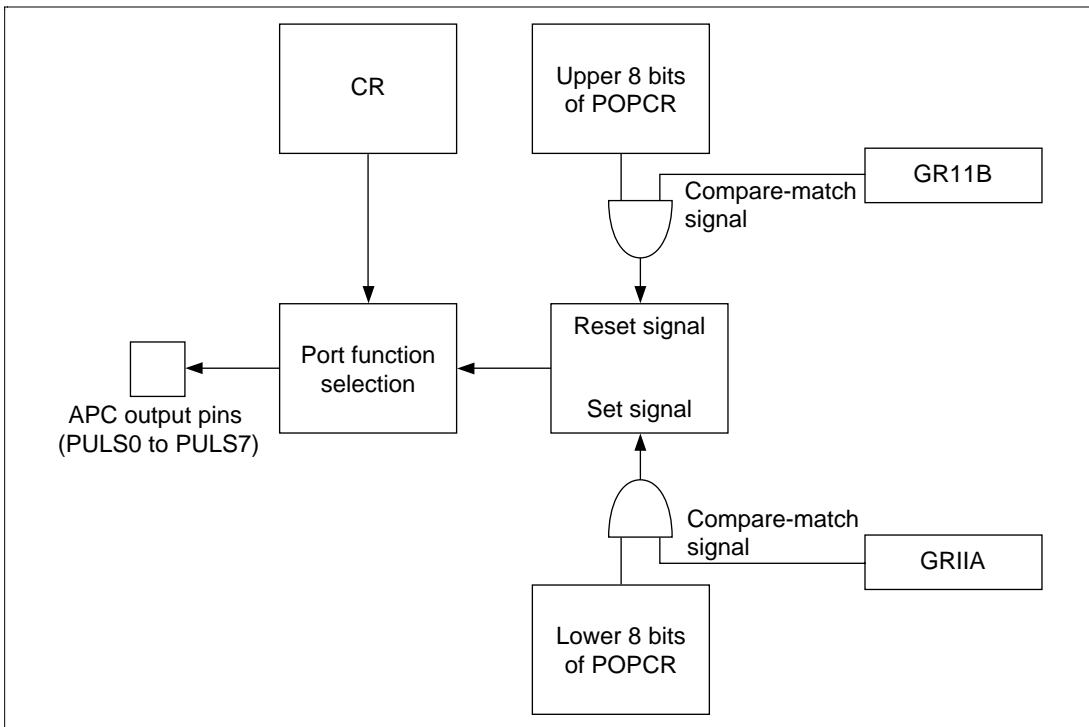 CR
Upper 8 bits
of POPCR
GR11B
Compare-match
signal
Port function
selection
Reset signal
Set signal
APC output pins
(PULS0 to PULS7)
Compare-match
signal
GRIIA
Lower 8 bits
of POPCR